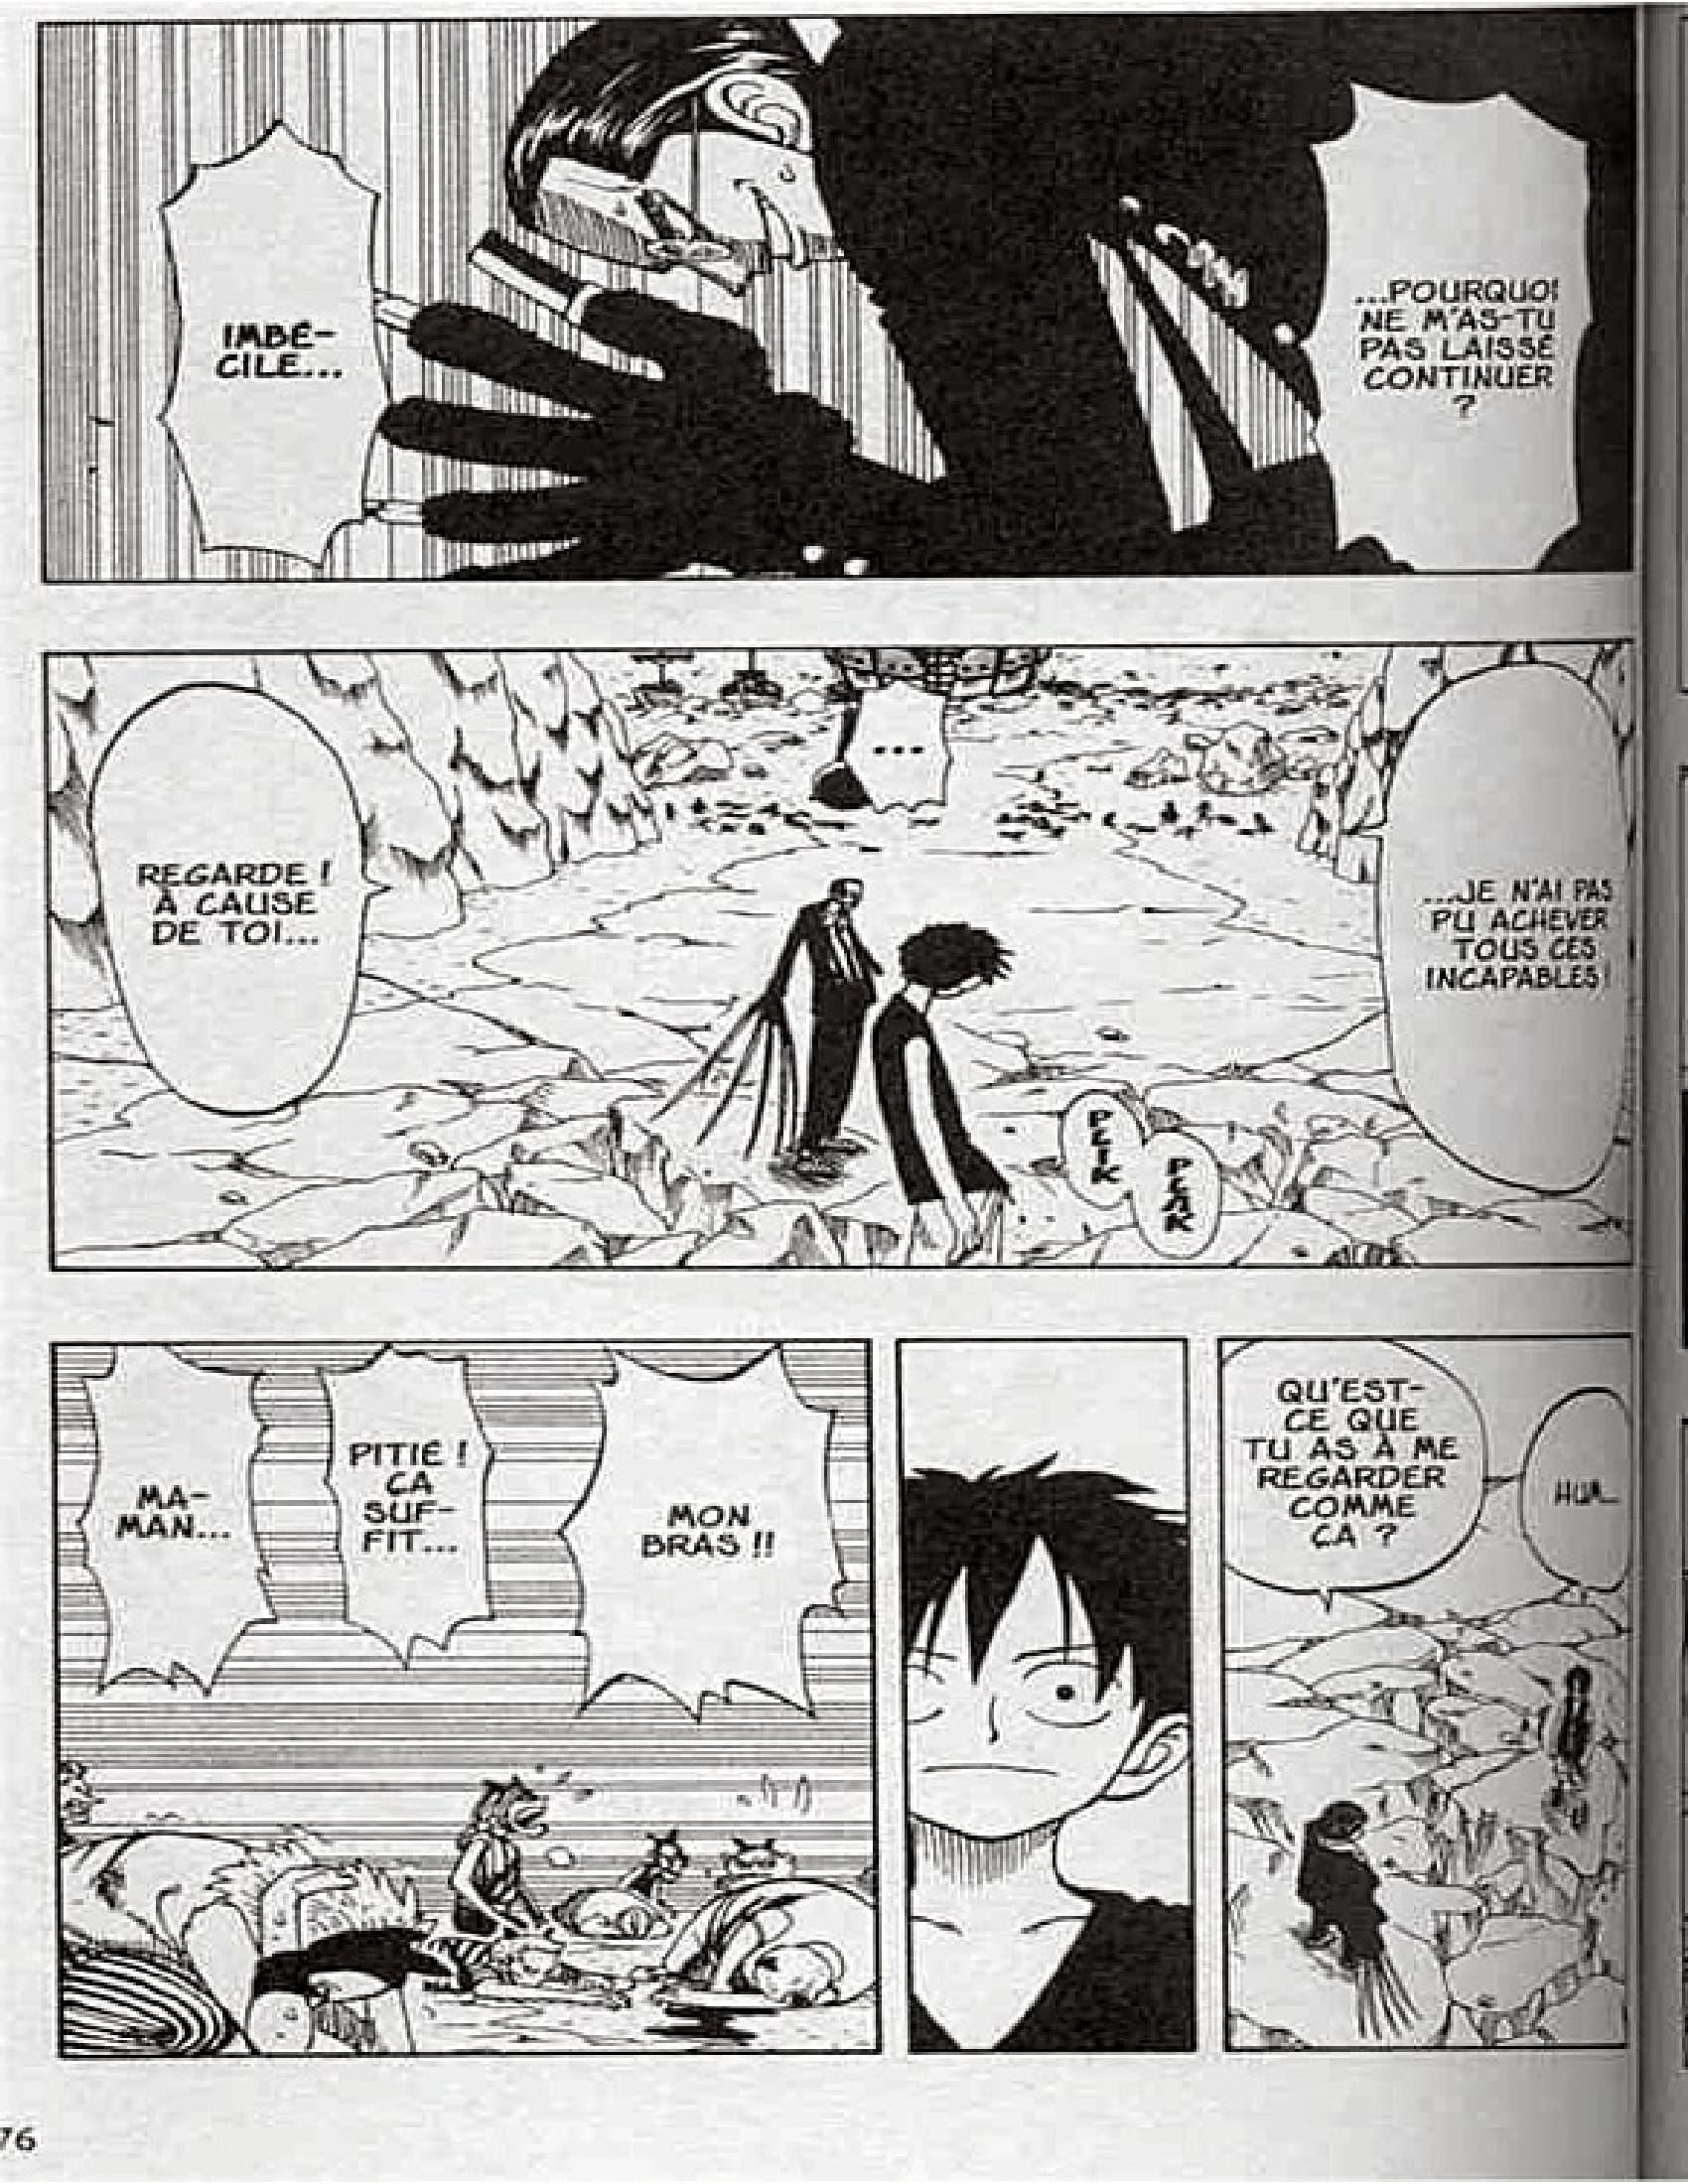 IMBÉ-
CILE...
...POURQUOI
NE M'AS-TU
PAS LAISSÉ
CONTINUER
?
REGARDE !
À CAUSE
DE TOI...
...
...JE N'AI PAS
PU ACHEVER
TOUS CES
INCAPABLES!
PEIK
PEAK
HUM...
QU'EST-
CE QUE
TU AS À ME
REGARDER
COMME
ÇA ?
MON
BRAS !!
PITIÉ !
ÇA
SUF-
FIT...
MA-
MAN...
76